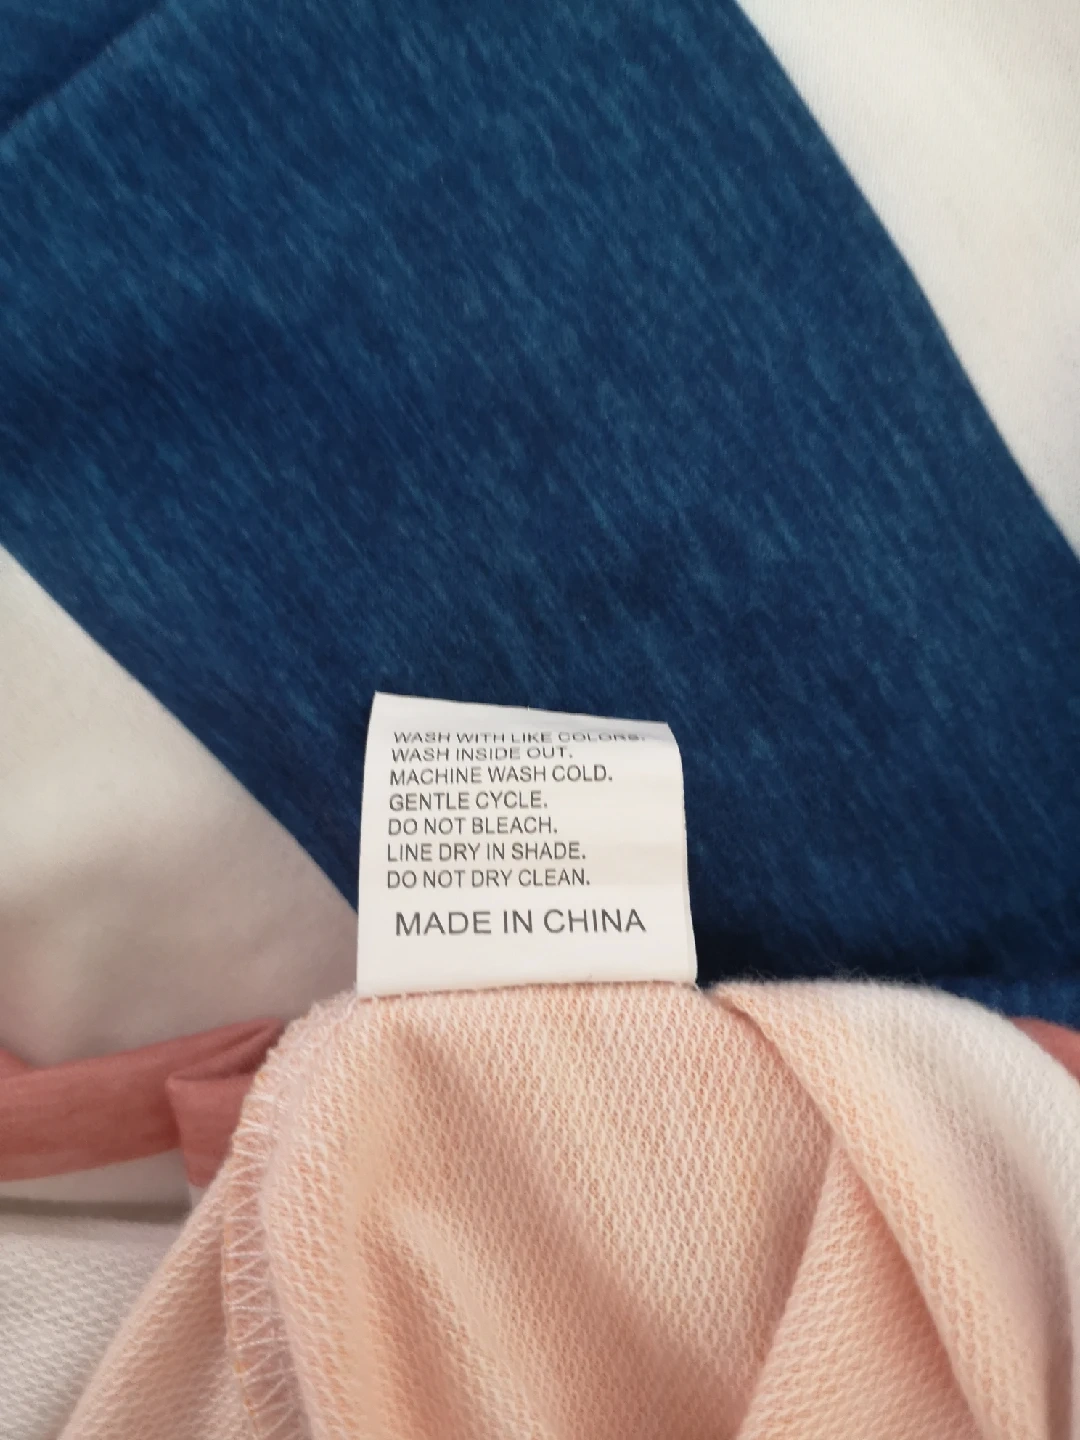 WASH WITH LIKE COLORS.
WASH INSIDE OUT.
MACHINE WASH COLD.
GENTLE CYCLE.
DO NOT BLEACH.
LINE DRY IN SHADE.
DO NOT DRY CLEAN.
MADE IN CHINA